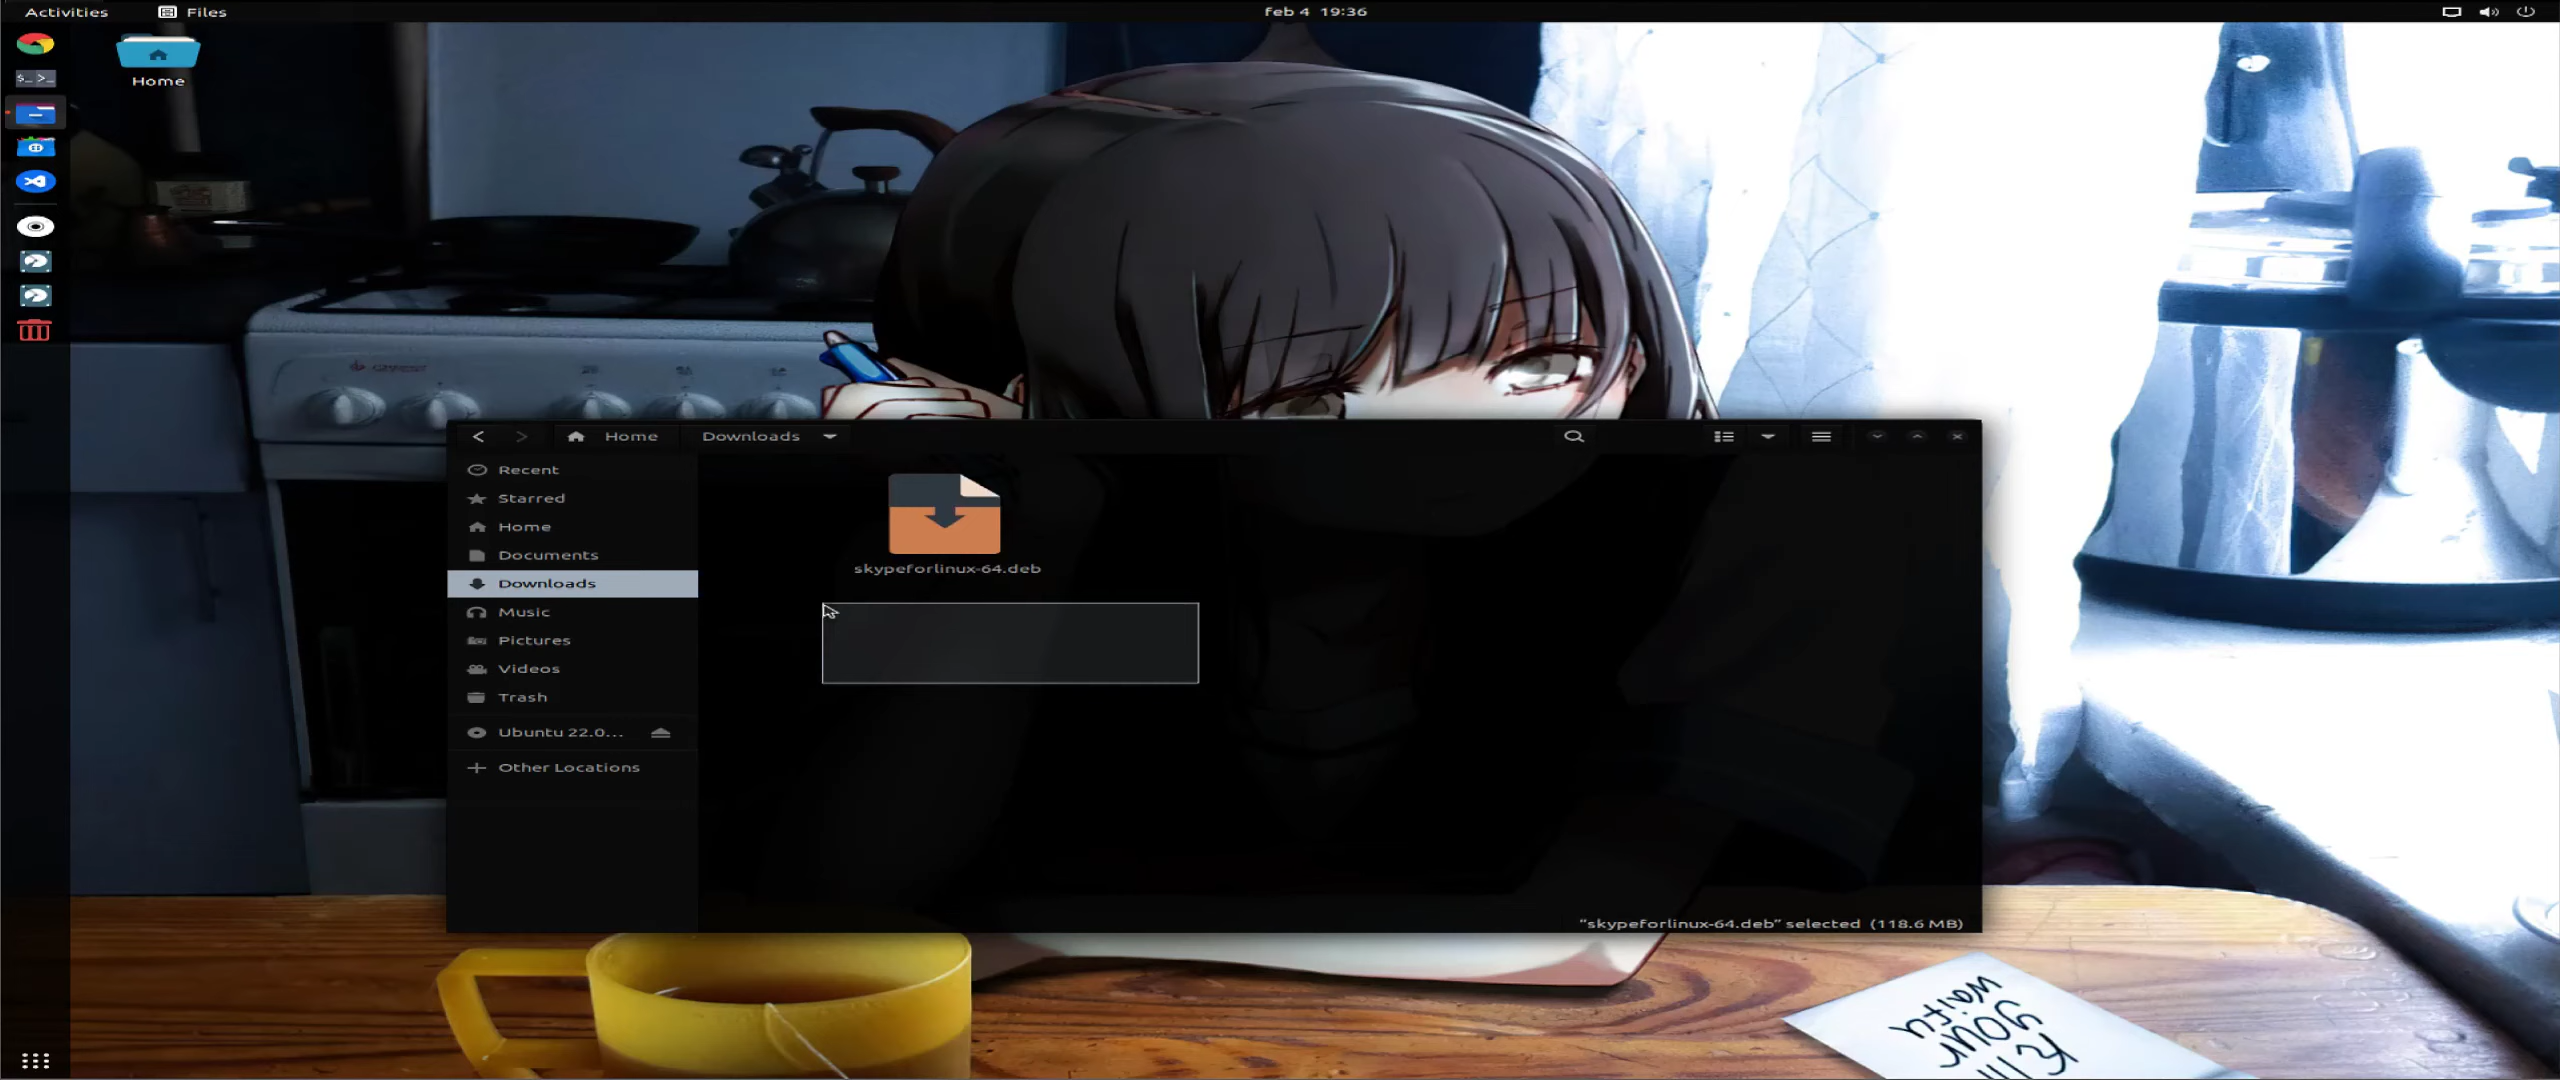 Activities
Files
feb 4 19:36
Home
Home
Downloads
Recent
Starred
Home
Documents
Downloads
Music
Pictures
Videos
Trash
Ubuntu 22.0...
Other Locations
skypeforlinux-64.deb
"skypeforlinux-64.deb" selected (118.6 MB)
your
waifu